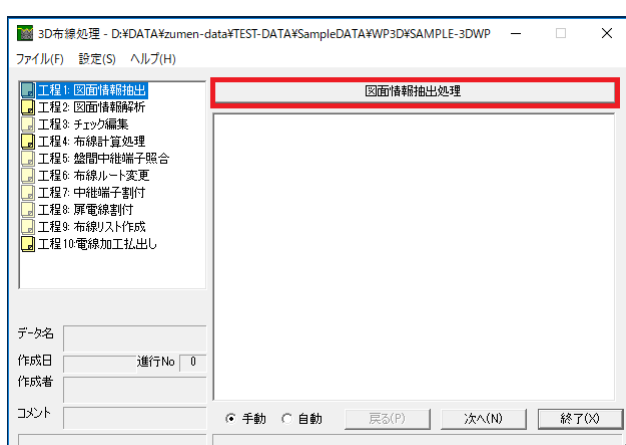 3D布線処理 - D:¥DATA¥zumen-data¥TEST-DATA¥SampleDATA¥WP3D¥SAMPLE-3DWP
ファイル(F) 設定(S) ヘルプ(H)
工程1: 図面情報抽出
工程2: 図面情報解析
工程3: チェック編集
工程4: 布線計算処理
工程5: 盤間中継端子照合
工程6: 布線ルート変更
工程7: 中継端子割付
工程8: 扉電線割付
工程9: 布線リスト作成
工程10:電線加工払出し
図面情報抽出処理
データ名
作成日 進行No 0
作成者
コメント
手動 自動 戻る(P) 次へ(N) 終了(X)